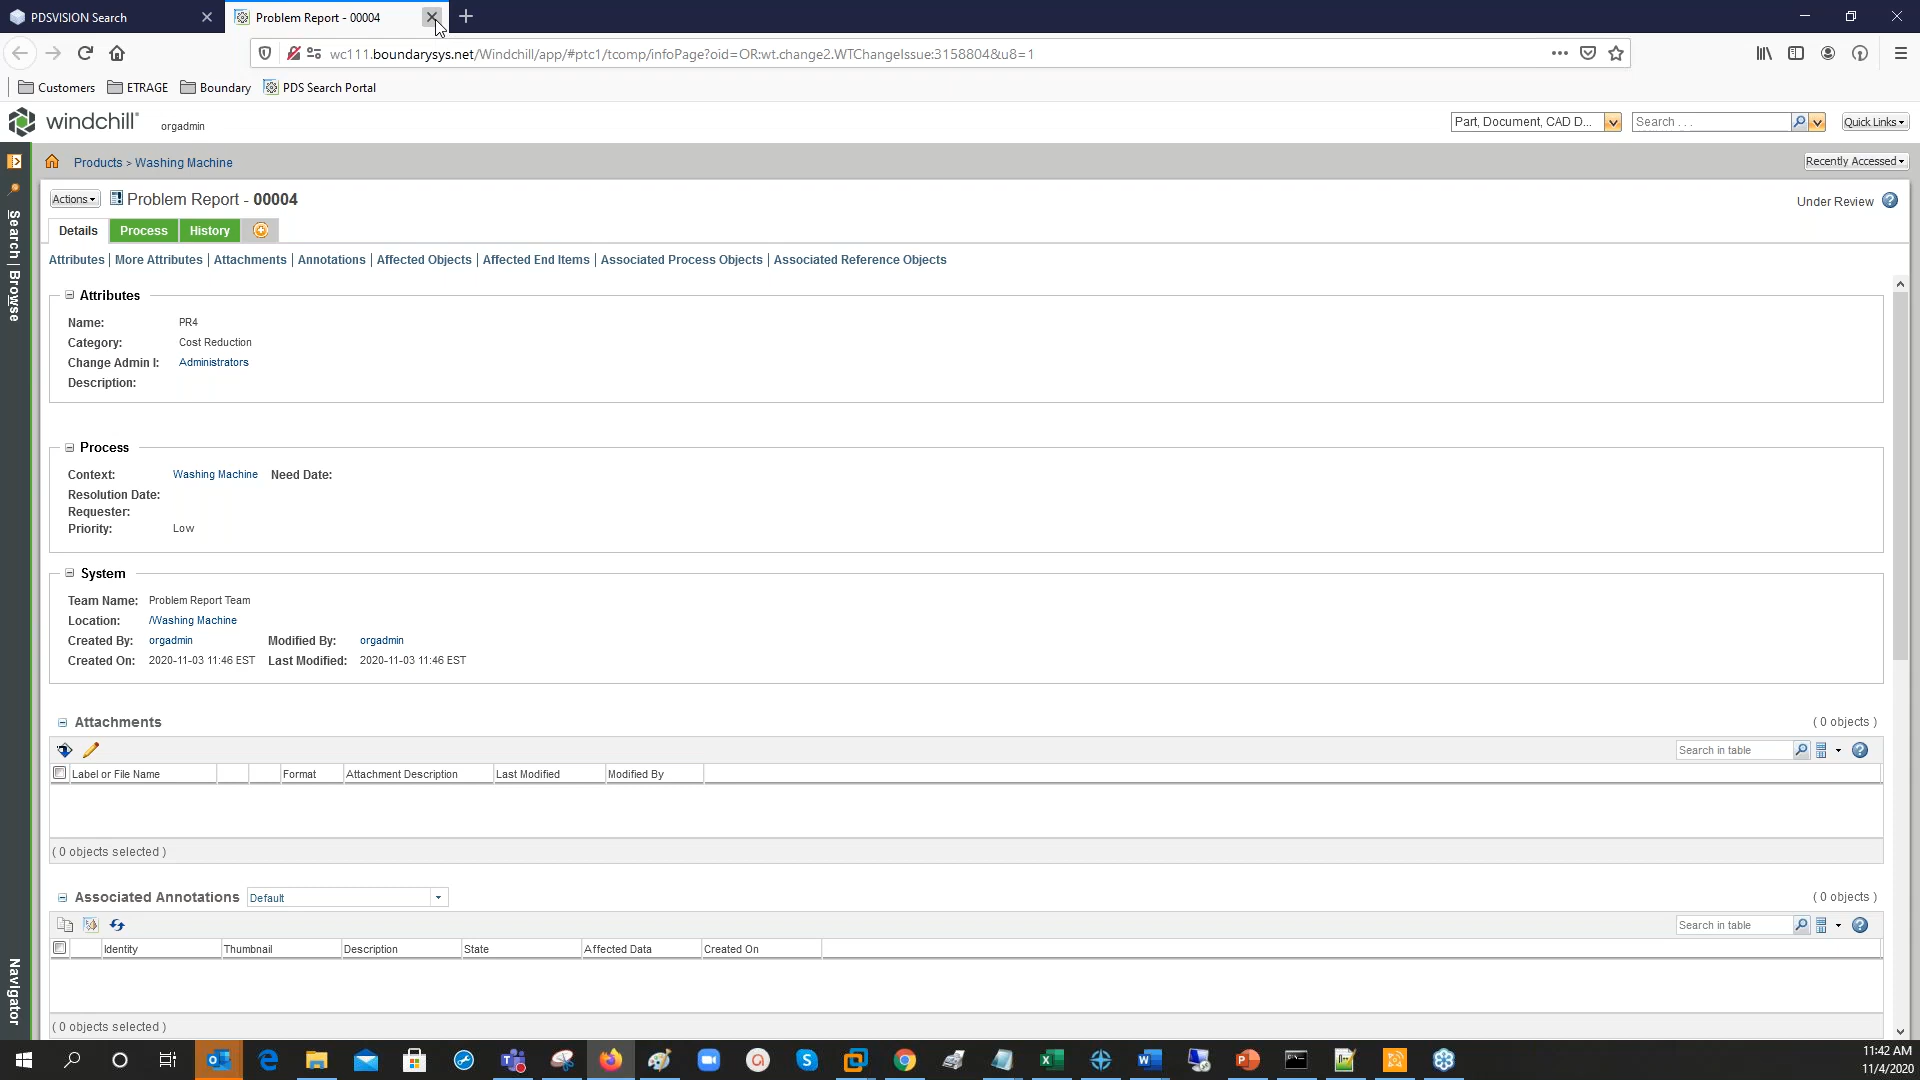 PDSVISION Search
Problem Report - 00004
wc111.boundarysys.net/Windchill/app/#ptc1/tcomp/infoPage?oid=OR:wt.change2.WTChangeIssue:3158804&u8=1
Customers ETRAGE Boundary PDS Search Portal
windchill orgadmin
Part, Document, CAD D... Search . . . Quick Links
Products > Washing Machine
Recently Accessed
Search | Browse
Navigator
Actions Problem Report - 00004
Under Review
Details Process History
Attributes | More Attributes | Attachments | Annotations | Affected Objects | Affected End Items | Associated Process Objects | Associated Reference Objects
Attributes
Name: PR4
Category: Cost Reduction
Change Admin I: Administrators
Description:
Process
Context: Washing Machine Need Date:
Resolution Date:
Requester:
Priority: Low
System
Team Name: Problem Report Team
Location: /Washing Machine
Created By: orgadmin Modified By: orgadmin
Created On: 2020-11-03 11:46 EST Last Modified: 2020-11-03 11:46 EST
Attachments ( 0 objects )
Search in table
Label or File Name Format Attachment Description Last Modified Modified By
( 0 objects selected )
Associated Annotations Default ( 0 objects )
Search in table
Identity Thumbnail Description State Affected Data Created On
( 0 objects selected )
11:42 AM
11/4/2020